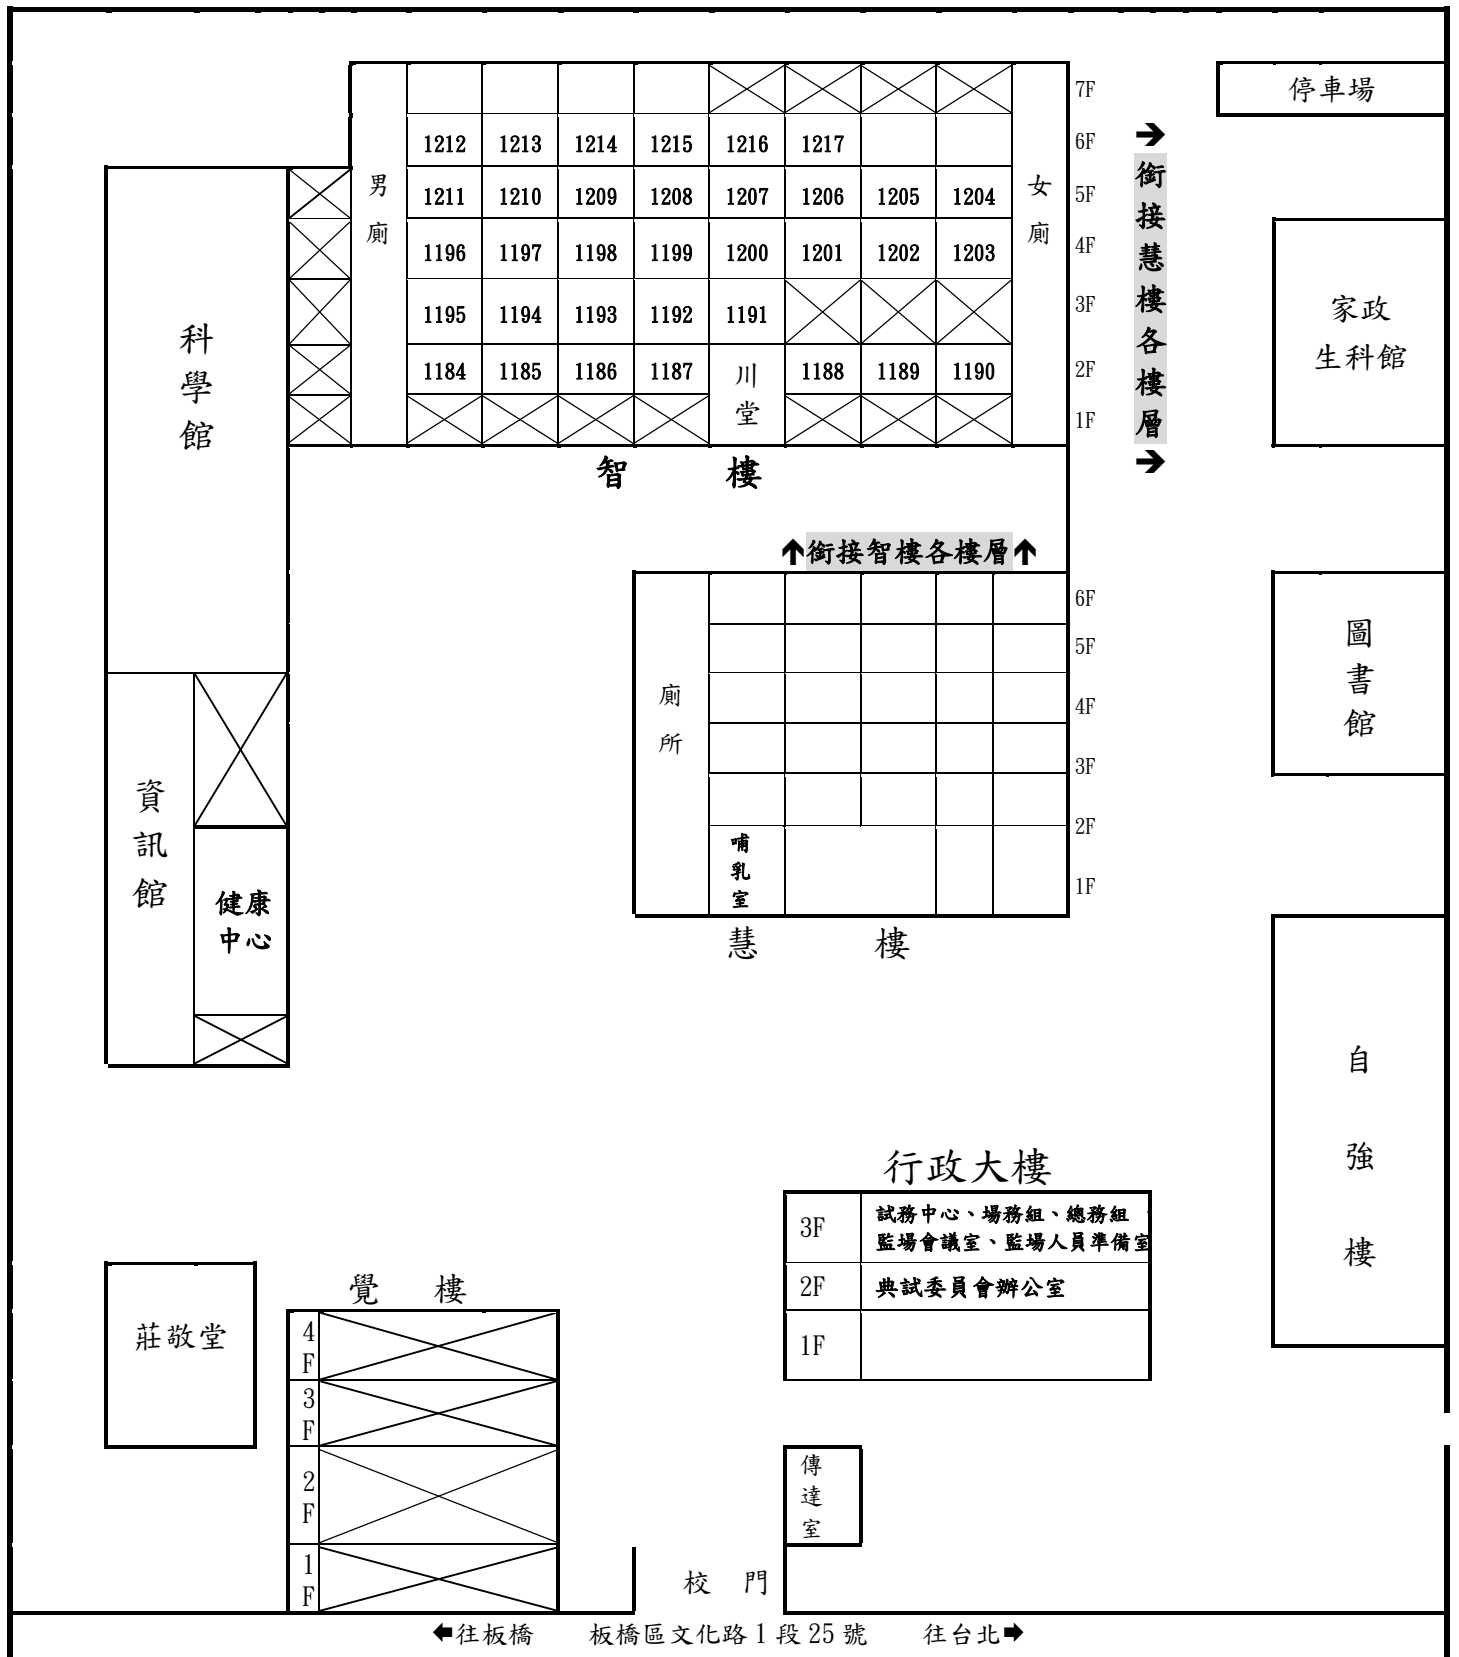 停車場
7F
1212 1213 1214 1215 1216 1217 6F
1211 1210 1209 1208 1207 1206 1205 1204 5F
1196 1197 1198 1199 1200 1201 1202 1203 4F
1195 1194 1193 1192 1191 3F
1184 1185 1186 1187 1188 1189 1190 2F
1F
男廁
女廁
川堂
➔銜接慧樓各樓層➔
智 樓
科學館
家政
生科館
🡹銜接智樓各樓層🡹
6F
5F
4F
3F
2F
1F
廁所
哺乳室
慧 樓
圖書館
資訊館
健康
中心
自強樓
行政大樓
3F 試務中心、場務組、總務組
監場會議室、監場人員準備室
2F 典試委員會辦公室
1F
莊敬堂
覺 樓
4F
3F
2F
1F
傳達室
校 門
🡸往板橋 板橋區文化路 1 段 25 號 往台北🡺